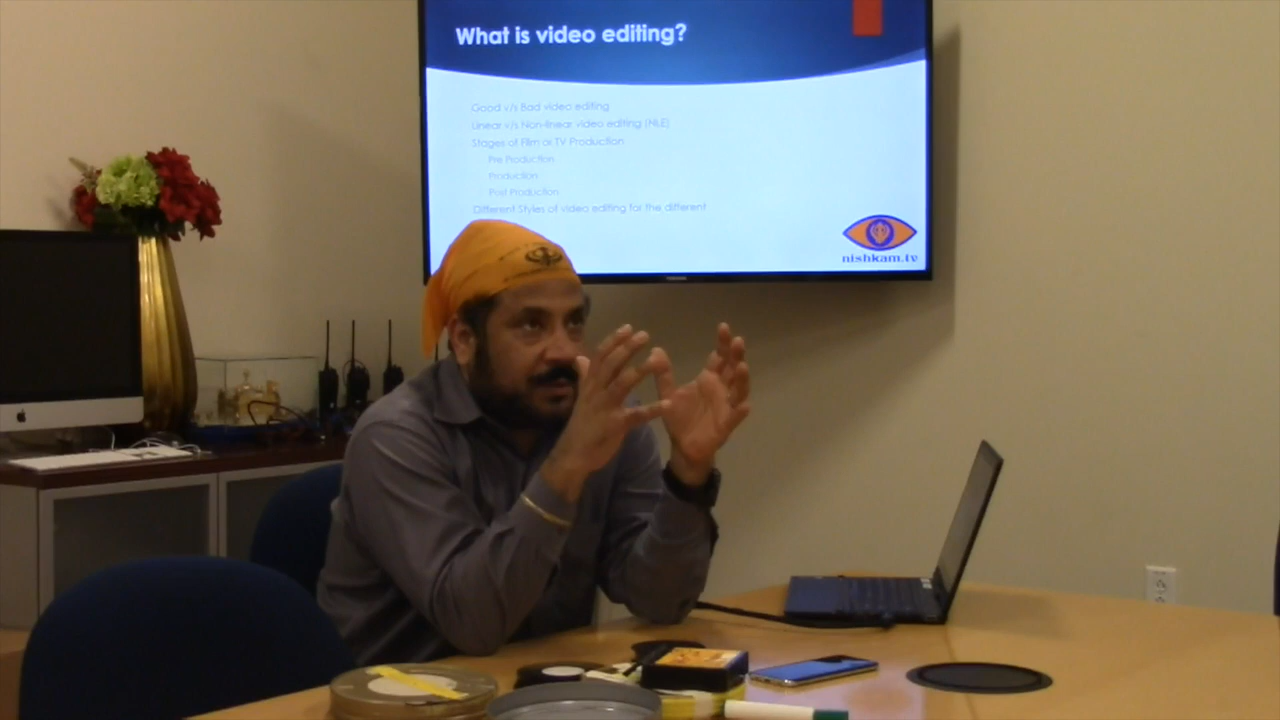 What is video editing?
Good v/s Bad video editing
Linear v/s Non-linear video editing (NLE)
Stages of Film or TV Production
Pre Production
Production
Post Production
Different Styles of video editing for the different
nishkam.tv